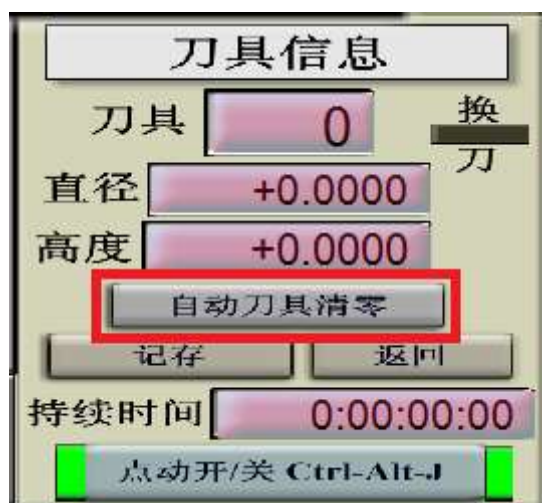 刀具信息
刀具 0 换刀
直径 +0.0000
高度 +0.0000
自动刀具清零
记存 返回
持续时间 0:00:00:00
点动开/关 Ctrl-Alt-J